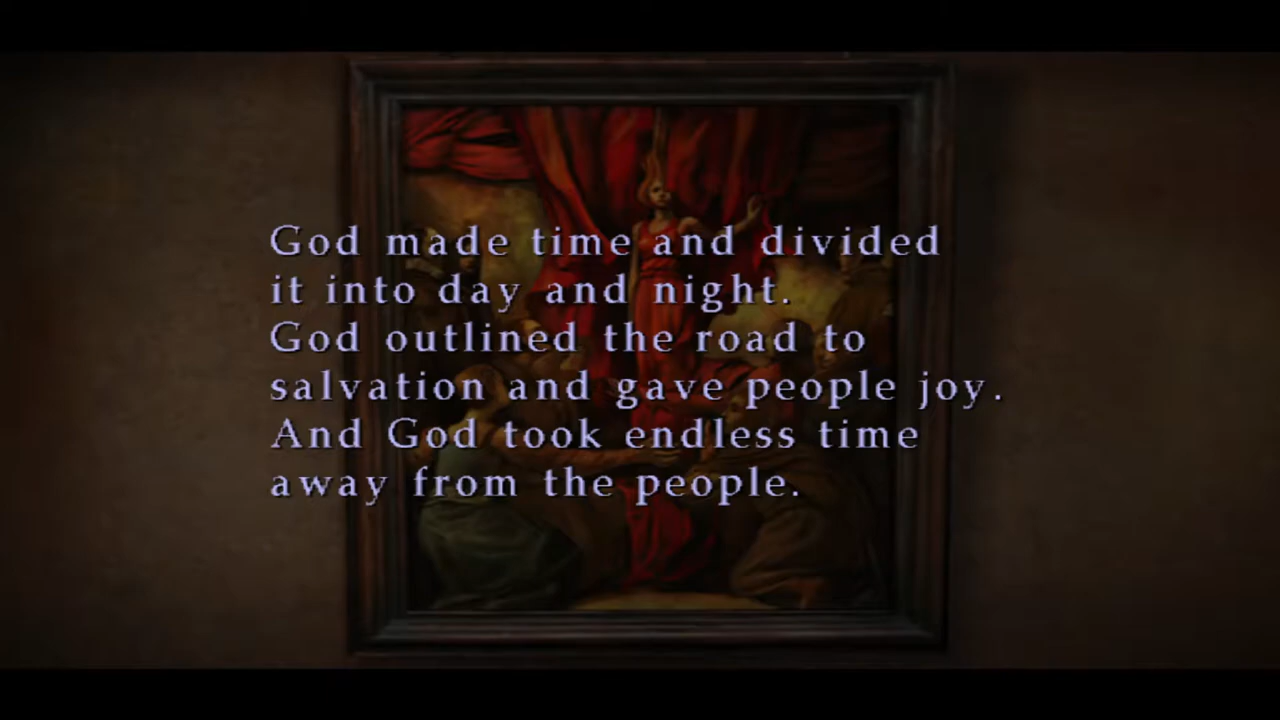 God made time and divided
it into day and night.
God outlined the road to
salvation and gave people joy.
And God took endless time
away from the people.